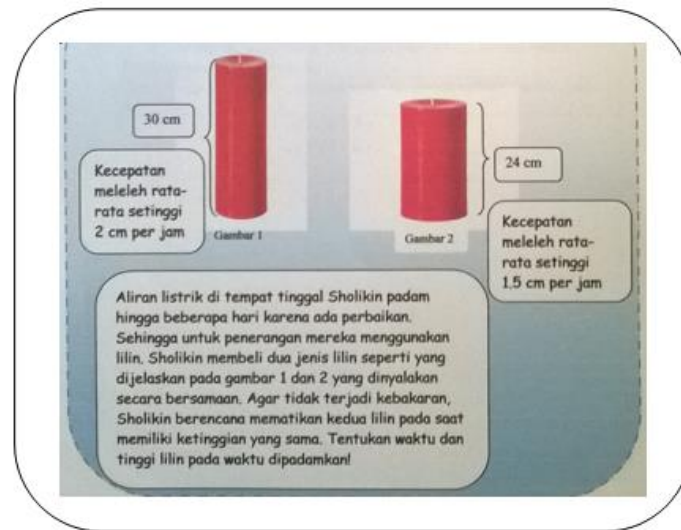 30 cm
Kecepatan
meleleh rata-
rata setinggi
2 cm per jam
Gambar 1
24 cm
Gambar 2
Kecepatan
meleleh rata-
rata setinggi
1.5 cm per jam
Aliran listrik di tempat tinggal Sholikin padam
hingga beberapa hari karena ada perbaikan.
Sehingga untuk penerangan mereka menggunakan
lilin. Sholikin membeli dua jenis lilin seperti yang
dijelaskan pada gambar 1 dan 2 yang dinyalakan
secara bersamaan. Agar tidak terjadi kebakaran,
Sholikin berencana mematikan kedua lilin pada saat
memiliki ketinggian yang sama. Tentukan waktu dan
tinggi lilin pada waktu dipadamkan!